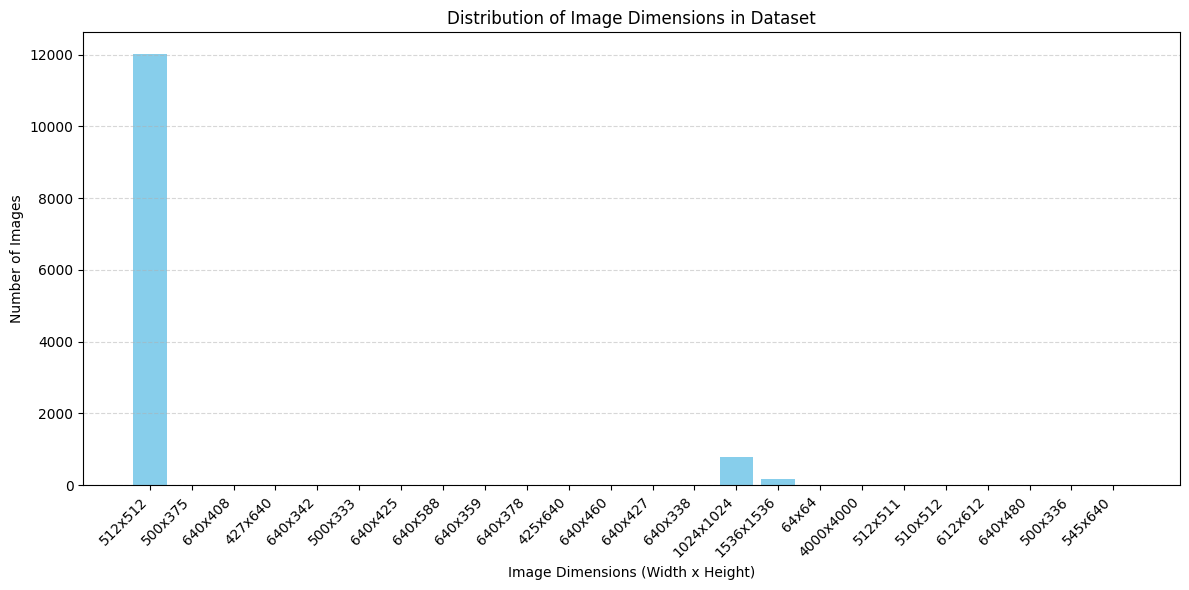 Distribution of Image Dimensions in Dataset
Number of Images
12000
10000
8000
6000
4000
2000
0
512x512
500x375
640x408
427x640
640x342
500x333
640x425
640x588
640x359
640x378
425x640
640x460
640x427
640x338
1024x1024
1536x1536
64x64
4000x4000
512x511
510x512
612x612
640x480
500x336
545x640
Image Dimensions (Width x Height)